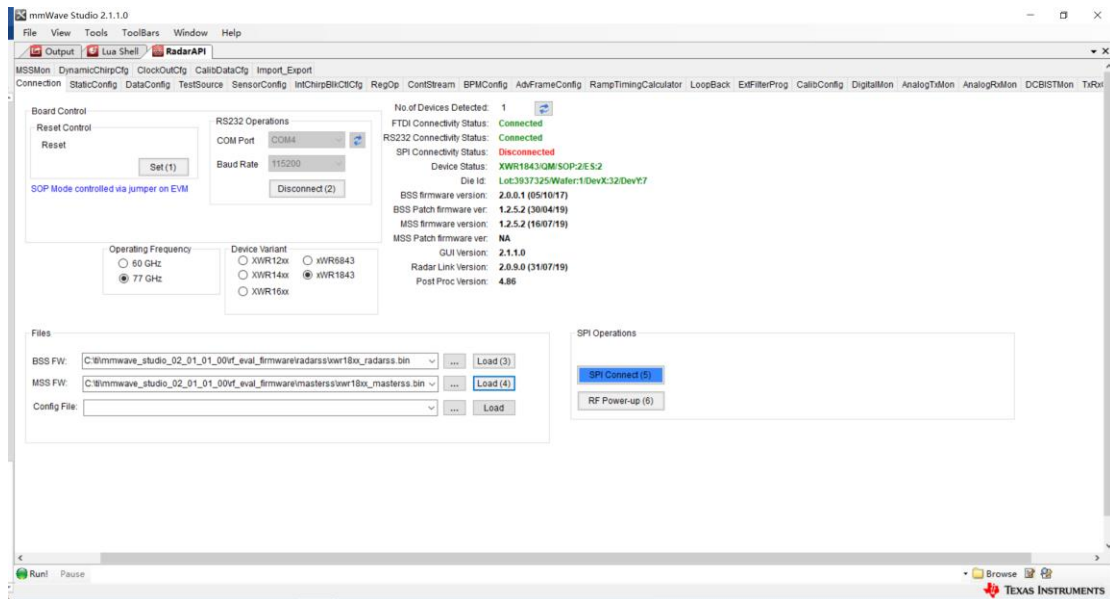 mmWave Studio 2.1.1.0
File View Tools ToolBars Window Help
Output Lua Shell RadarAPI
MSSMon DynamicChirpCfg ClockOutCfg CalibDataCfg Import_Export
Connection StaticConfig DataConfig TestSource SensorConfig IntChirpBlkCtlCfg RegOp ContStream BPMConfig AdvFrameConfig RampTimingCalculator LoopBack ExtFilterProg CalibConfig DigitalMon AnalogTxMon AnalogRxMon DCBISTMon
Board Control
Reset Control
Reset
Set (1)
SOP Mode controlled via jumper on EVM
RS232 Operations
COM Port COM4
Baud Rate 115200
Disconnect (2)
Operating Frequency
60 GHz
77 GHz
Device Variant
XWR12xx xWR6843
XWR14xx xWR1843
XWR16xx
No.of Devices Detected: 1
FTDI Connectivity Status: Connected
RS232 Connectivity Status: Connected
SPI Connectivity Status: Disconnected
Device Status: XWR1843/QM/SOP:2/ES:2
Die Id: Lot:3937325/Wafer:1/DevX:32/DevY:7
BSS firmware version: 2.0.0.1 (05/10/17)
BSS Patch firmware ver: 1.2.5.2 (30/04/19)
MSS firmware version: 1.2.5.2 (16/07/19)
MSS Patch firmware ver: NA
GUI Version: 2.1.1.0
Radar Link Version: 2.0.9.0 (31/07/19)
Post Proc Version: 4.86
Files
BSS FW: C:\ti\mmwave_studio_02_01_01_00\rf_eval_firmware\radarss\xwr18xx_radarss.bin ... Load (3)
MSS FW: C:\ti\mmwave_studio_02_01_01_00\rf_eval_firmware\masterss\xwr18xx_masterss.bin ... Load (4)
Config File: ... Load
SPI Operations
SPI Connect (5)
RF Power-up (6)
Run! Pause
Browse
TEXAS INSTRUMENTS